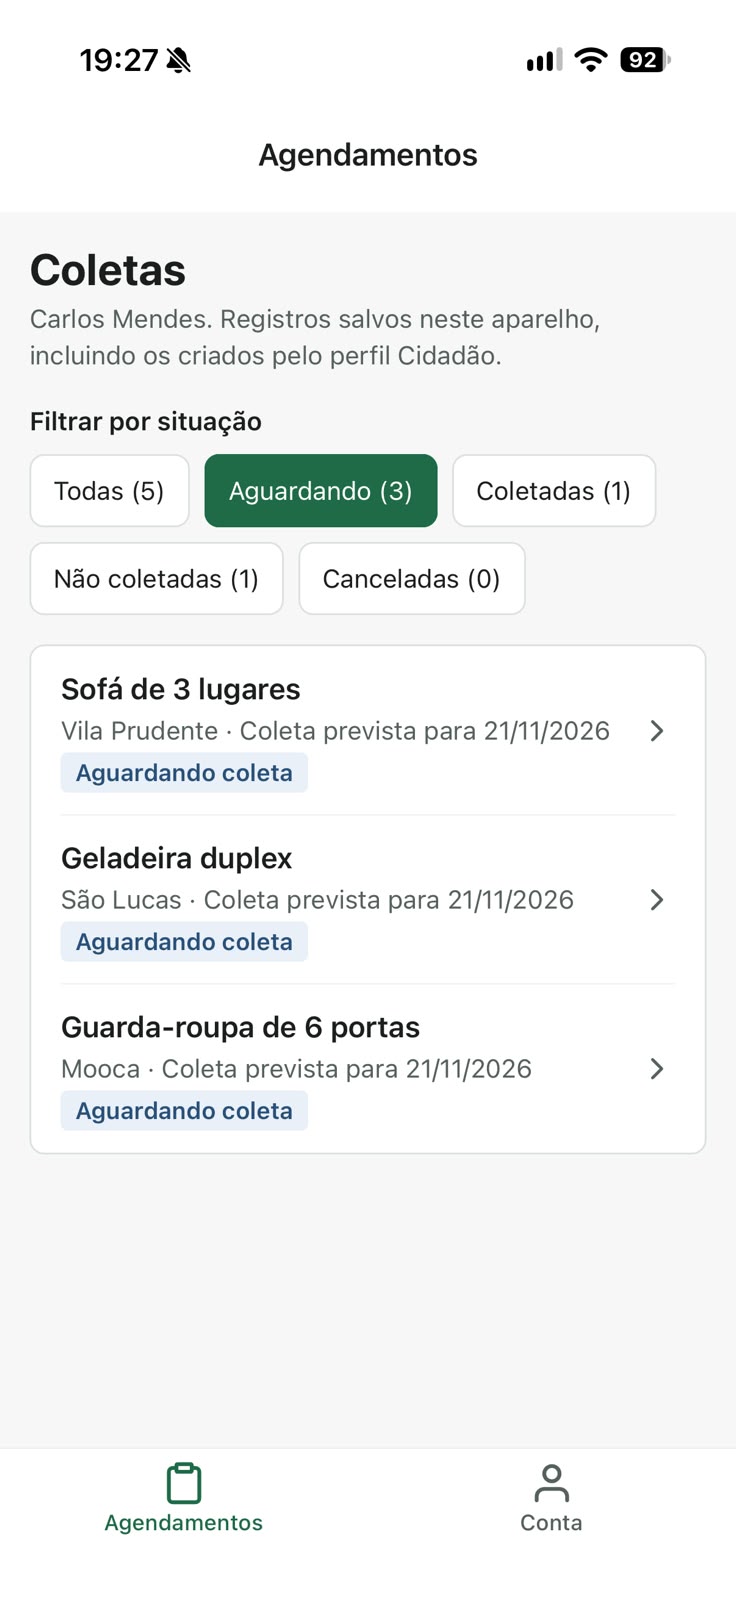 19:27
92
Agendamentos
Coletas
Carlos Mendes. Registros salvos neste aparelho,
incluindo os criados pelo perfil Cidadão.
Filtrar por situação
Todas (5)
Aguardando (3)
Coletadas (1)
Não coletadas (1)
Canceladas (0)
Sofá de 3 lugares
Vila Prudente · Coleta prevista para 21/11/2026
Aguardando coleta
Geladeira duplex
São Lucas · Coleta prevista para 21/11/2026
Aguardando coleta
Guarda-roupa de 6 portas
Mooca · Coleta prevista para 21/11/2026
Aguardando coleta
Agendamentos
Conta